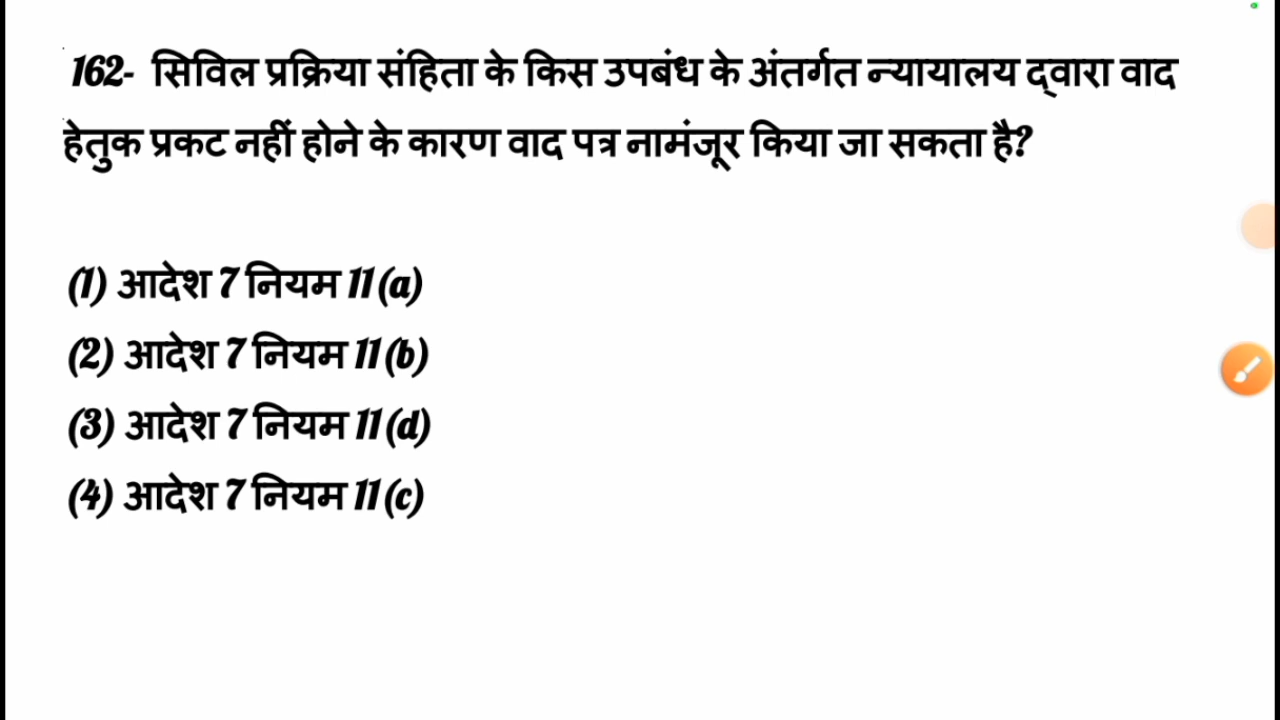 162- सिविल प्रक्रिया संहिता के किस उपबंध के अंतर्गत न्यायालय द्वारा वाद
हेतुक प्रकट नहीं होने के कारण वाद पत्र नामंजूर किया जा सकता है?
(1) आदेश 7 नियम 11(a)
(2) आदेश 7 नियम 11(b)
(3) आदेश 7 नियम 11(d)
(4) आदेश 7 नियम 11(c)